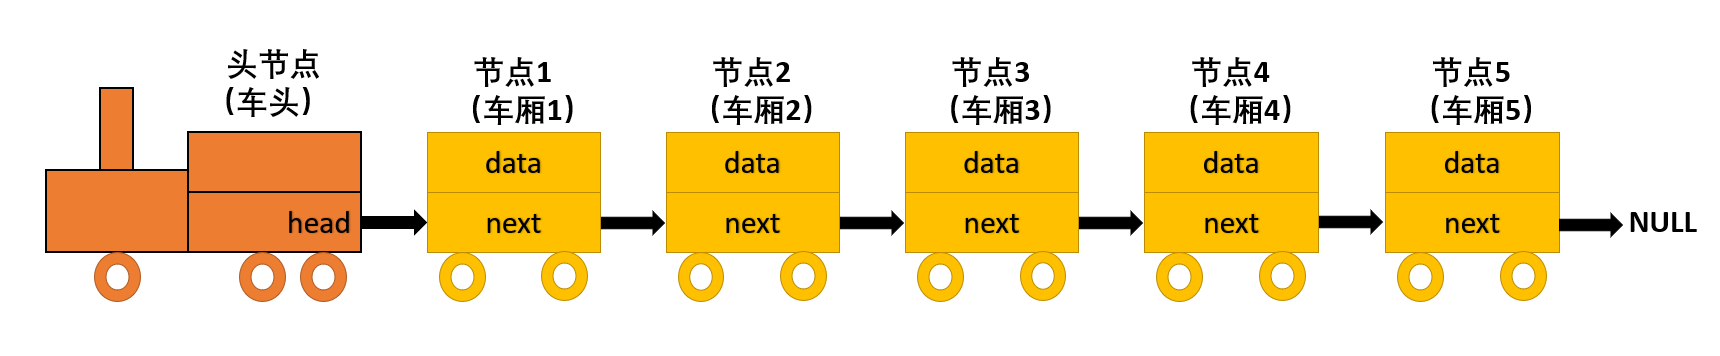 头节点
(车头)
head
节点1
(车厢1)
data
next
节点2
(车厢2)
data
next
节点3
(车厢3)
data
next
节点4
(车厢4)
data
next
节点5
(车厢5)
data
next
NULL